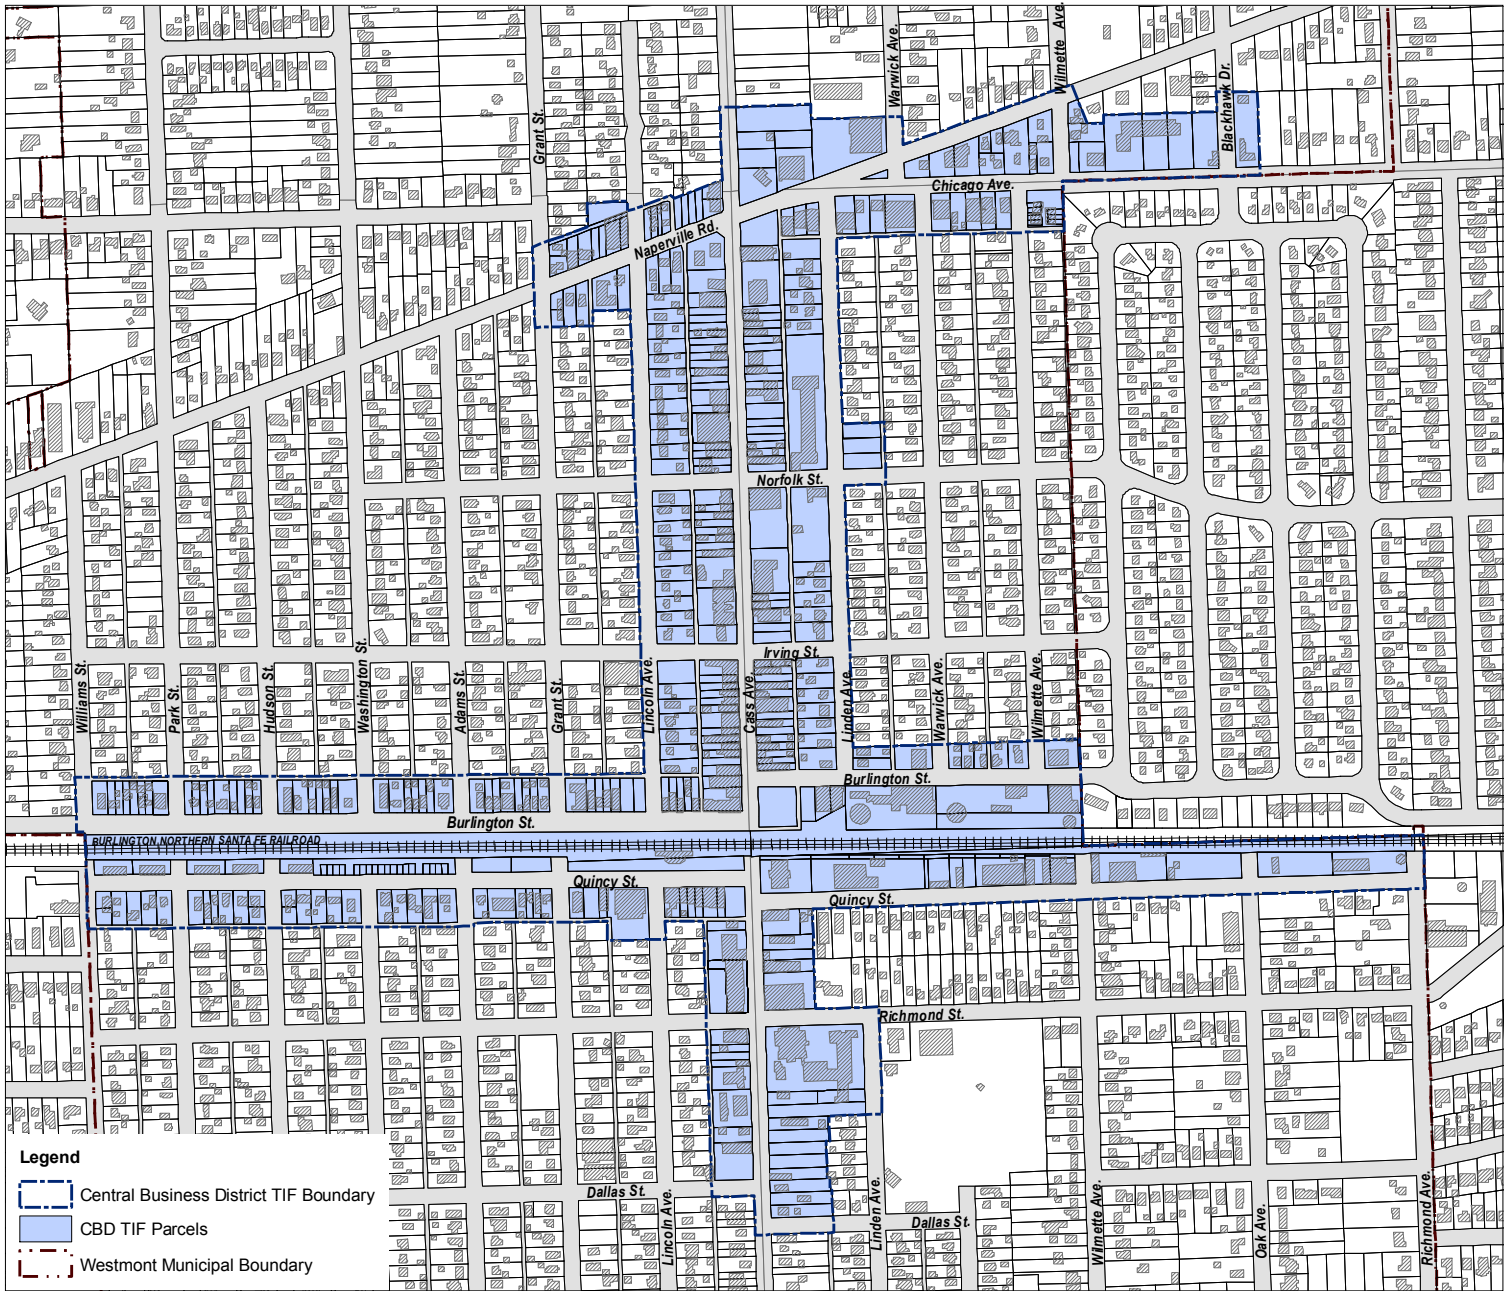 Warwick Ave.
Wilmette Ave.
Blackhawk Dr.
Grant St.
Chicago Ave.
Naperville Rd.
Norfolk St.
Irving St.
Williams St.
Park St.
Hudson St.
Washington St.
Adams St.
Grant St.
Lincoln Ave.
Cass Ave.
Linden Ave.
Warwick Ave.
Wilmette Ave.
Burlington St.
Burlington St.
BURLINGTON NORTHERN SANTA FE RAILROAD
Quincy St.
Quincy St.
Richmond St.
Legend
Central Business District TIF Boundary
CBD TIF Parcels
Westmont Municipal Boundary
Dallas St.
Lincoln Ave.
Linden Ave.
Dallas St.
Wilmette Ave.
Oak Ave.
Richmond Ave.